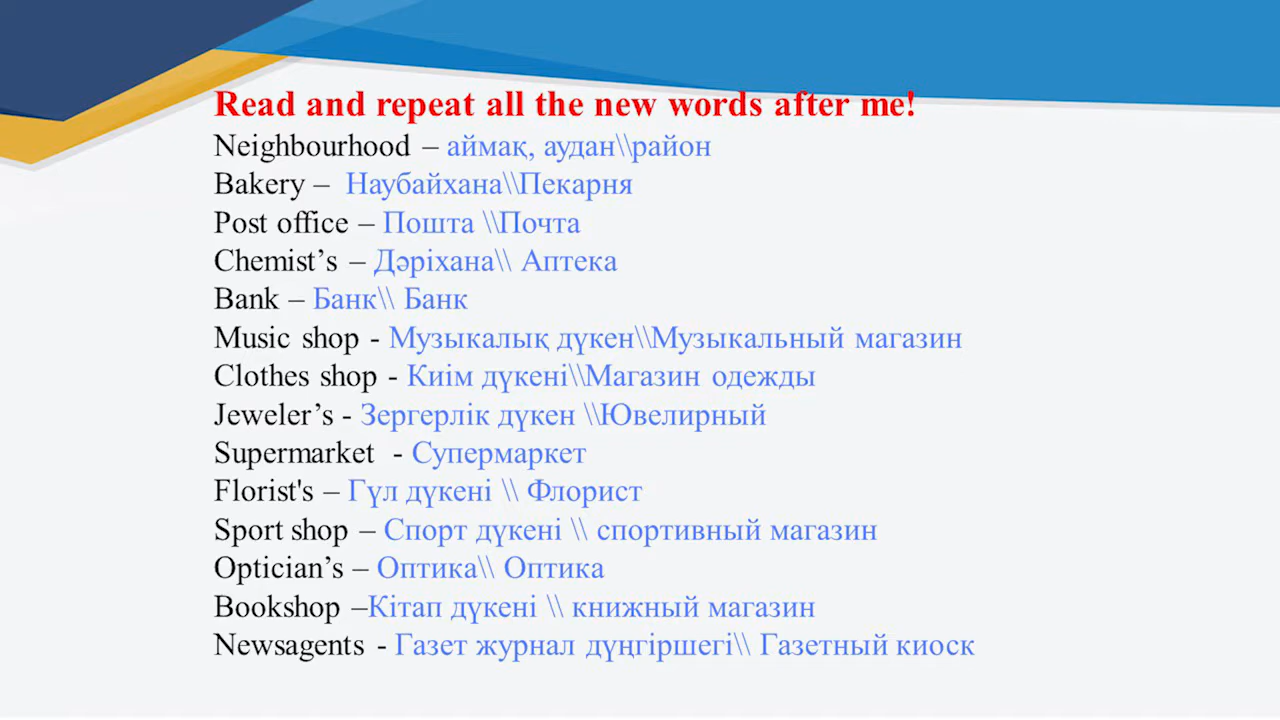 Read and repeat all the new words after me!
Neighbourhood – аймақ, аудан\\район
Bakery –  Наубайхана\\Пекарня
Post office – Пошта \\Почта
Chemist’s – Дәріхана\\ Аптека
Bank – Банк\\ Банк
Music shop - Музыкалық дүкен\\Музыкальный магазин
Clothes shop - Киім дүкені\\Магазин одежды
Jeweler’s - Зергерлік дүкен \\Ювелирный
Supermarket  - Супермаркет
Florist's – Гүл дүкені \\ Флорист
Sport shop – Спорт дүкені \\ спортивный магазин
Optician’s – Оптика\\ Оптика
Bookshop –Кітап дүкені \\ книжный магазин
Newsagents - Газет журнал дүңгіршегі\\ Газетный киоск